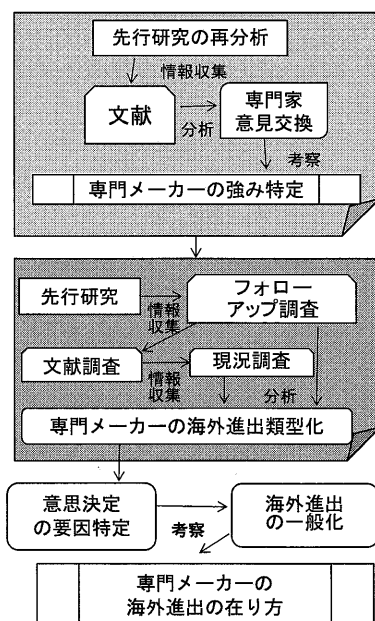 先行研究の再分析
情報収集
文献
専門家
意見交換
分析
考察
専門メーカーの強み特定
先行研究
フォロー
アップ調査
情報
収集
文献調査
現況調査
情報
収集
分析
専門メーカーの海外進出類型化
意思決定
の要因特定
海外進出
の一般化
考察
専門メーカーの
海外進出の在り方